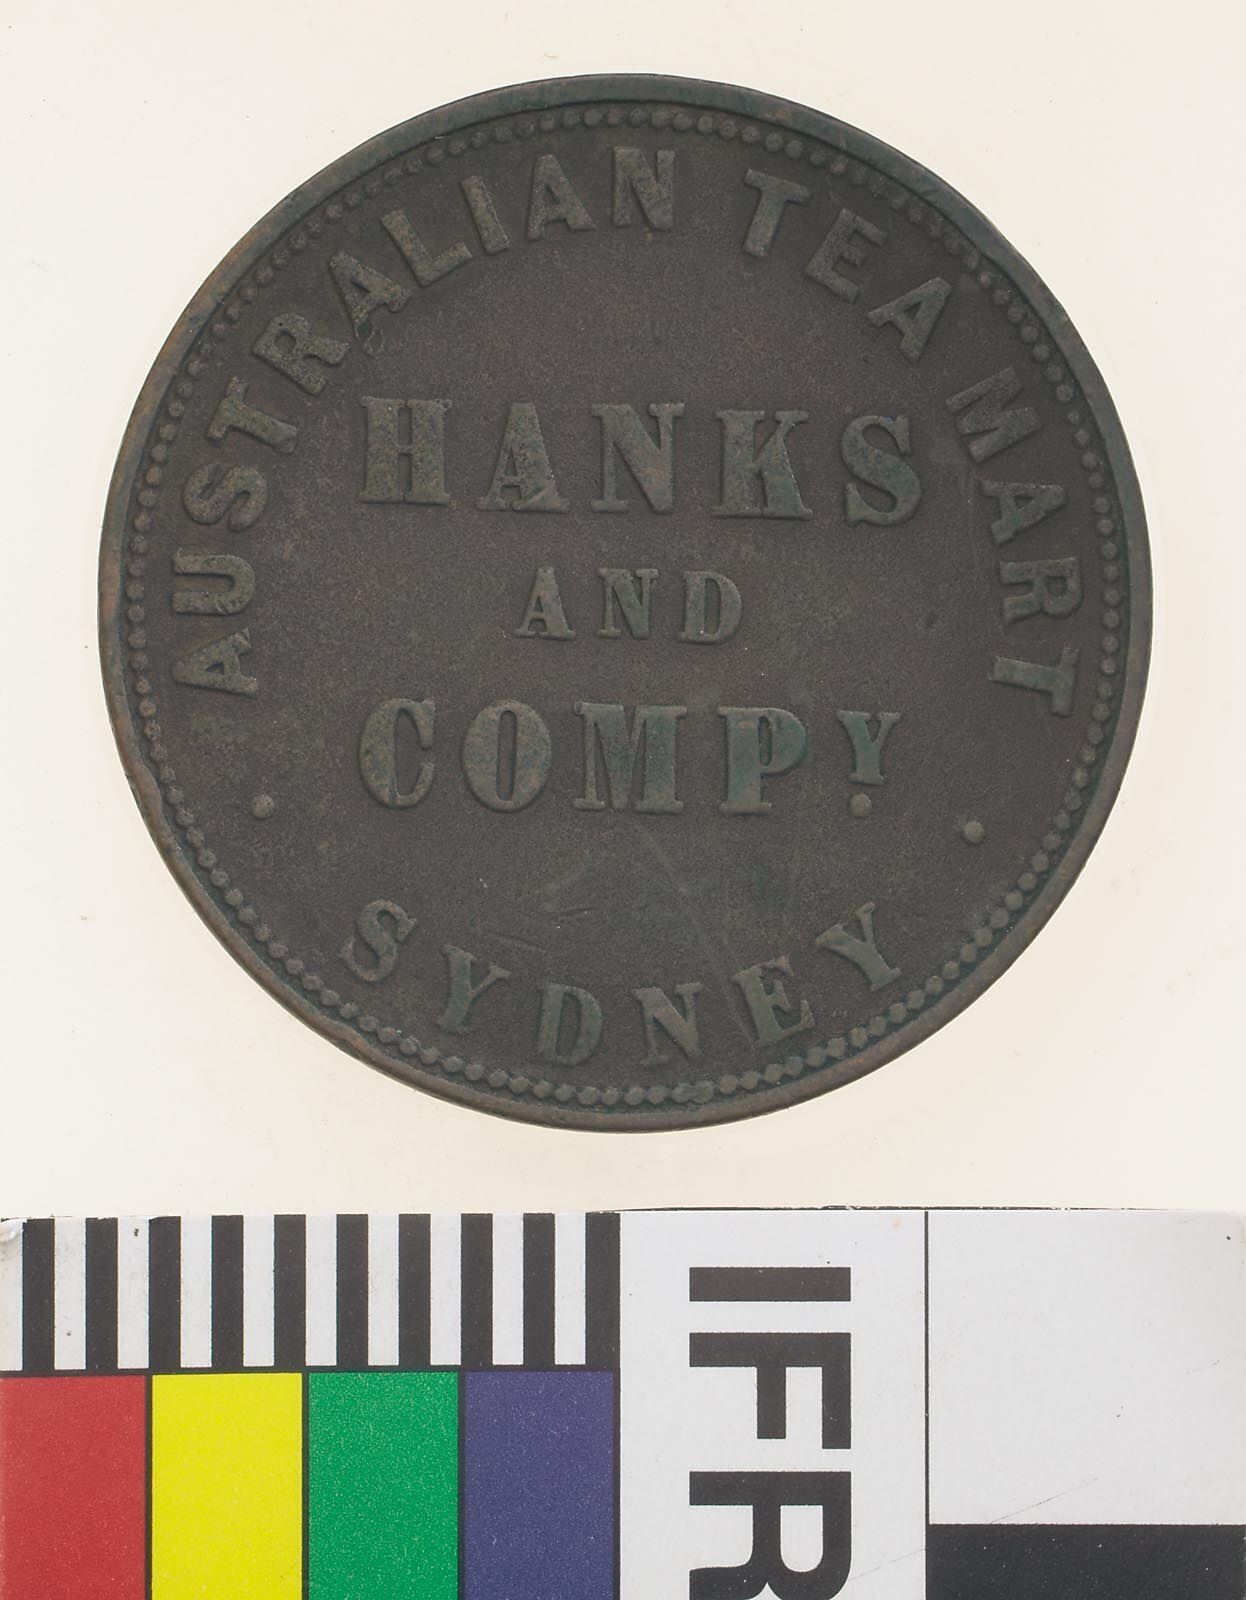 AUSTRALIAN TEA MART
HANKS
AND
COMPY.
SYDNEY
IFR